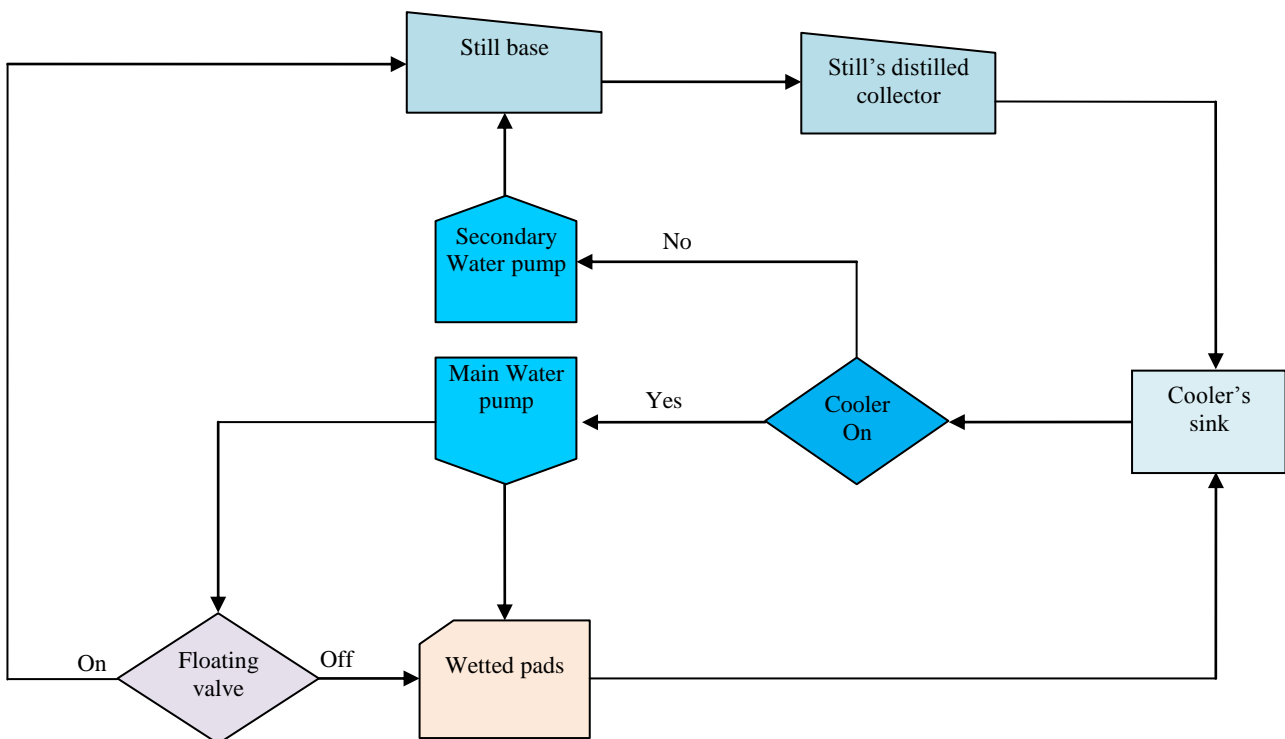 Still base
Still’s distilled
collector
Secondary
Water pump
No
Main Water
pump
Yes
Cooler
On
Cooler’s
sink
On
Floating
valve
Off
Wetted pads